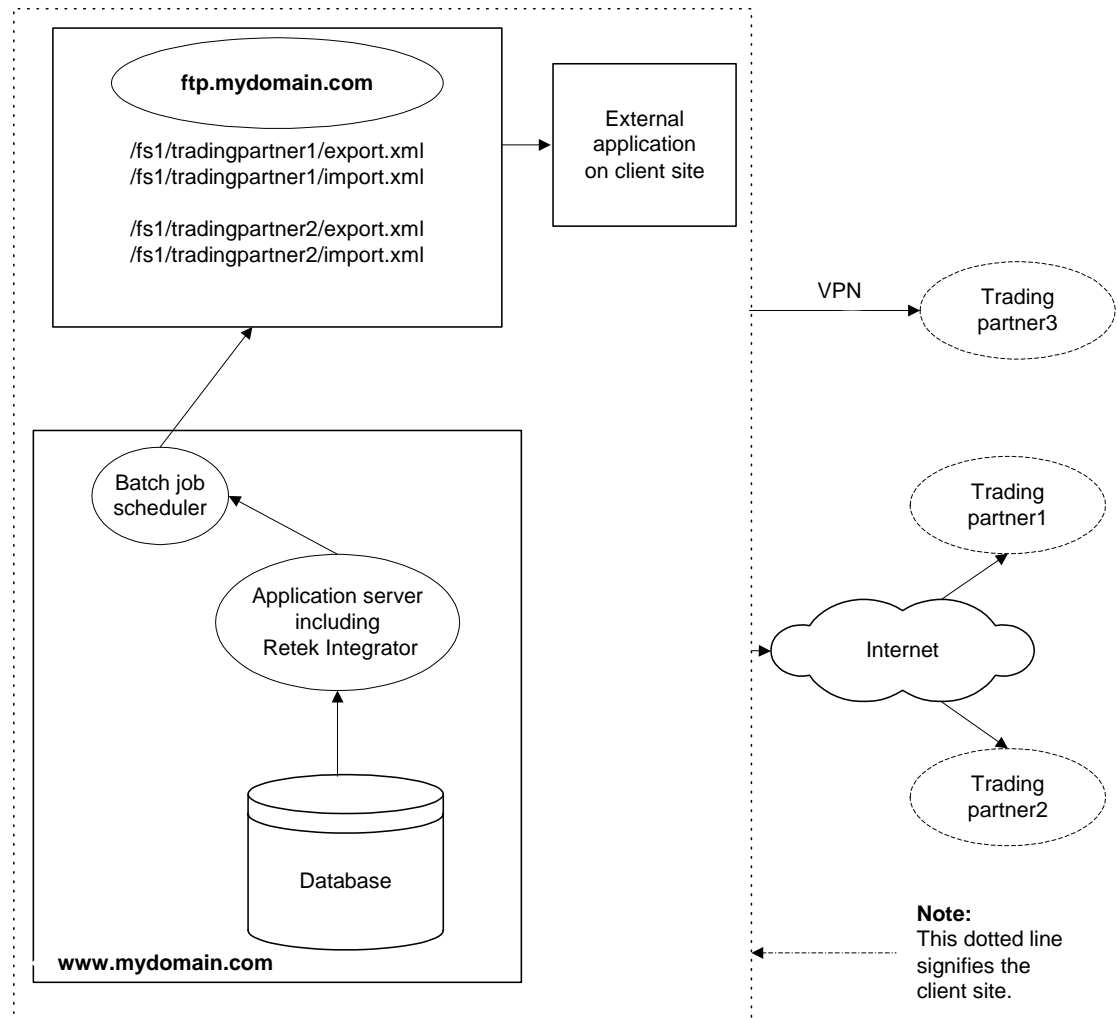 ftp.mydomain.com
/fs1/tradingpartner1/export.xml
/fs1/tradingpartner1/import.xml
/fs1/tradingpartner2/export.xml
/fs1/tradingpartner2/import.xml
External
application
on client site
VPN
Trading
partner3
Batch job
scheduler
Trading
partner1
Application server
including
Retek Integrator
Internet
Trading
partner2
Database
www.mydomain.com
Note:
This dotted line
signifies the
client site.